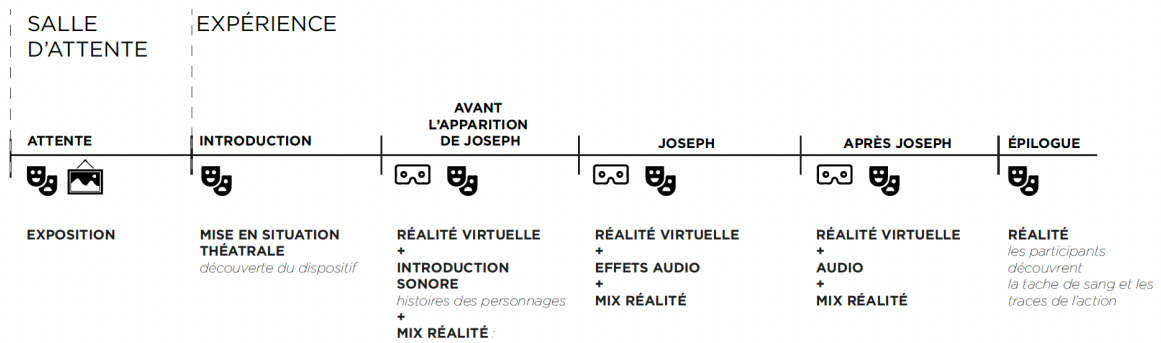 SALLE
D'ATTENTE
EXPÉRIENCE
ATTENTE
INTRODUCTION
AVANT
L'APPARITION
DE JOSEPH
JOSEPH
APRÈS JOSEPH
ÉPILOGUE
EXPOSITION
MISE EN SITUATION
THÉATRALE
découverte du dispositif
RÉALITÉ VIRTUELLE
+
INTRODUCTION
SONORE
histoires des personnages
+
MIX RÉALITÉ :
RÉALITÉ VIRTUELLE
+
EFFETS AUDIO
+
MIX RÉALITÉ
RÉALITÉ VIRTUELLE
+
AUDIO
+
MIX RÉALITÉ
RÉALITÉ
les participants
découvrent
la tache de sang et les
traces de l'action